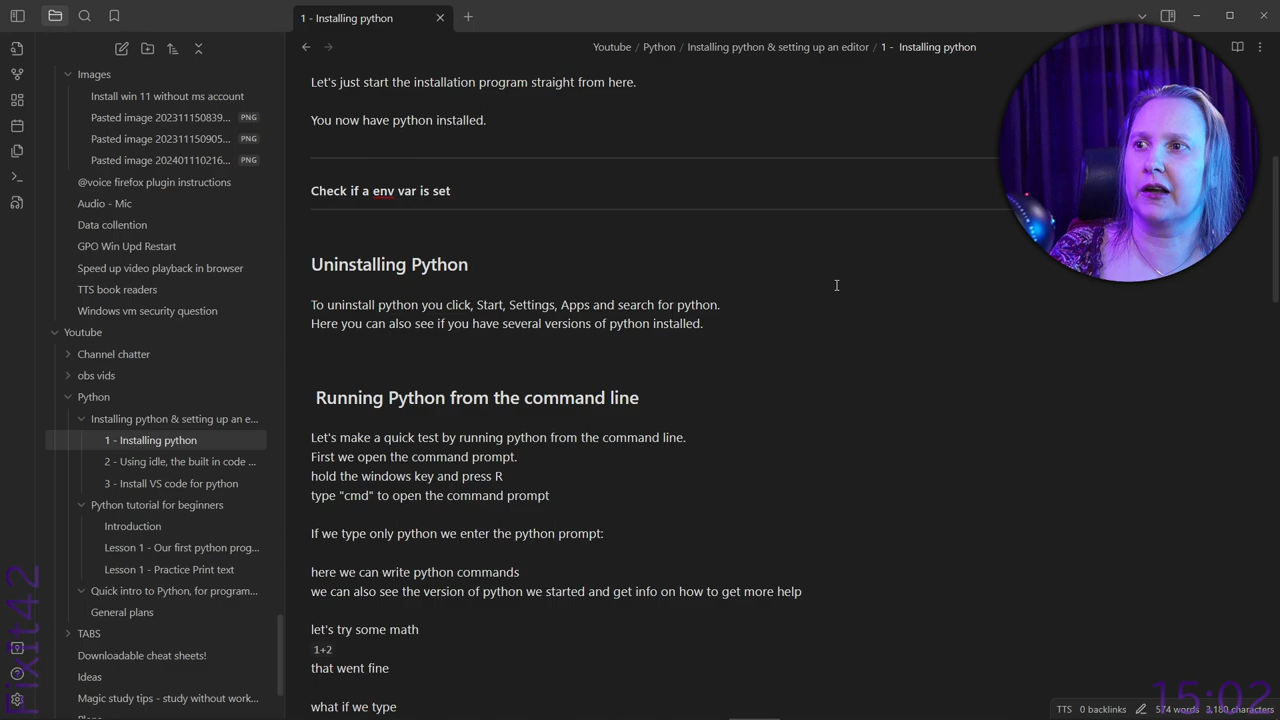 1 - Installing python
Youtube / Python / Installing python & setting up an editor / 1 - Installing python
Images
Install win 11 without ms account
Pasted image 202311150839... PNG
Pasted image 202311150905... PNG
Pasted image 202401110216... PNG
@voice firefox plugin instructions
Audio - Mic
Data collention
GPO Win Upd Restart
Speed up video playback in browser
TTS book readers
Windows vm security question
Youtube
Channel chatter
obs vids
Python
Installing python & setting up an e...
1 - Installing python
2 - Using idle, the built in code ...
3 - Install VS code for python
Python tutorial for beginners
Introduction
Lesson 1 - Our first python prog...
Lesson 1 - Practice Print text
Quick intro to Python, for program...
General plans
TABS
Downloadable cheat sheets!
Ideas
Magic study tips - study without work...
Let's just start the installation program straight from here.
You now have python installed.
Check if a env var is set
Uninstalling Python
To uninstall python you click, Start, Settings, Apps and search for python.
Here you can also see if you have several versions of python installed.
Running Python from the command line
Let's make a quick test by running python from the command line.
First we open the command prompt.
hold the windows key and press R
type "cmd" to open the command prompt
If we type only python we enter the python prompt:
here we can write python commands
we can also see the version of python we started and get info on how to get more help
let's try some math
1+2
that went fine
what if we type
TTS 0 backlinks 574 words 3,180 characters
Fixit42
15:02